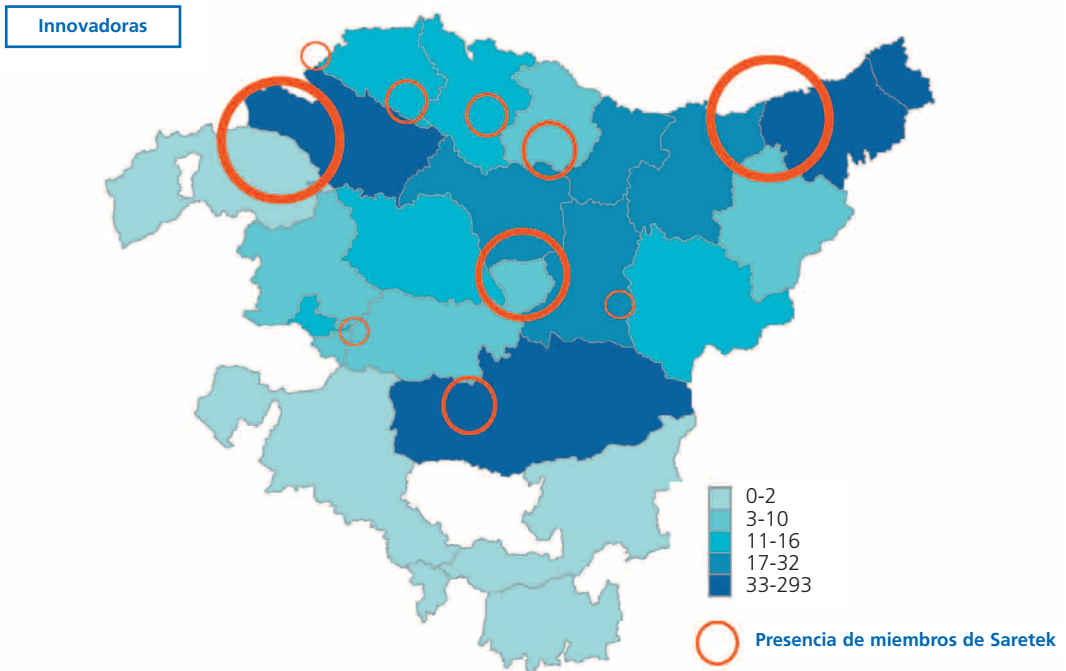 Innovadoras
0-2
3-10
11-16
17-32
33-293
Presencia de miembros de Saretek